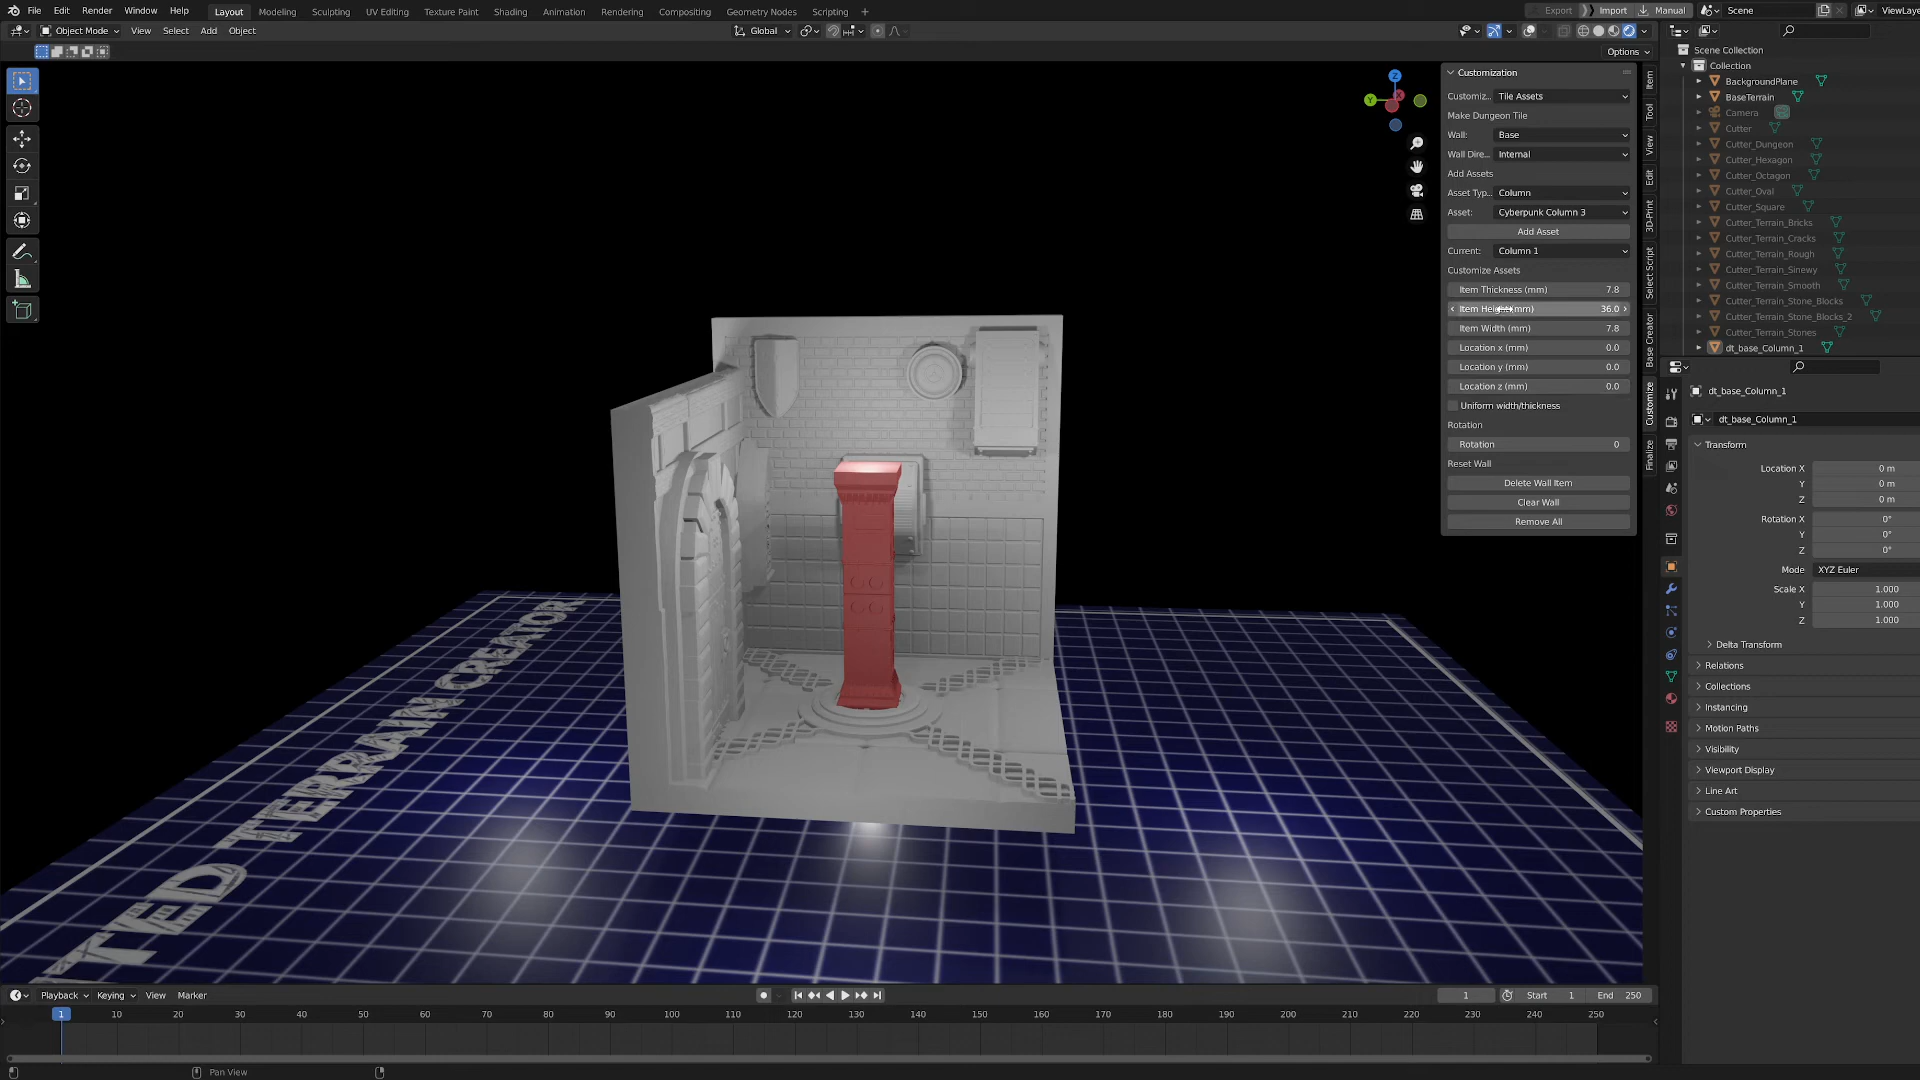 File Edit Render Window Help Layout Modeling Sculpting UV Editing Texture Paint Shading Animation Rendering Compositing Geometry Nodes Scripting + Export Import Manual Scene ViewLaye
Object Mode View Select Add Object Global
Options
Customization
Customiz... Tile Assets
Make Dungeon Tile
Wall: Base
Wall Dire... Internal
Add Assets
Asset Typ... Column
Asset: Cyberpunk Column 3
Add Asset
Current: Column 1
Customize Assets
Item Thickness (mm) 7.8
Item Height (mm) 36.0
Item Width (mm) 7.8
Location x (mm) 0.0
Location y (mm) 0.0
Location z (mm) 0.0
Uniform width/thickness
Rotation
Rotation 0
Reset Wall
Delete Wall Item
Clear Wall
Remove All
Z
Y
X
Item
Tool
View
Edit
3D-Print
Select Script
Base Creator
Customize
Finalize
Scene Collection
Collection
BackgroundPlane
BaseTerrain
Camera
Cutter
Cutter_Dungeon
Cutter_Hexagon
Cutter_Octagon
Cutter_Oval
Cutter_Square
Cutter_Terrain_Bricks
Cutter_Terrain_Cracks
Cutter_Terrain_Rough
Cutter_Terrain_Sinewy
Cutter_Terrain_Smooth
Cutter_Terrain_Stone_Blocks
Cutter_Terrain_Stone_Blocks_2
Cutter_Terrain_Stones
dt_base_Column_1
dt_base_Column_1
dt_base_Column_1
Transform
Location X 0 m
Y 0 m
Z 0 m
Rotation X 0°
Y 0°
Z 0°
Mode XYZ Euler
Scale X 1.000
Y 1.000
Z 1.000
Delta Transform
Relations
Collections
Instancing
Motion Paths
Visibility
Viewport Display
Line Art
Custom Properties
TED TERRAIN CREATOR
Playback Keying View Marker 1 Start 1 End 250
1 10 20 30 40 50 60 70 80 90 100 110 120 130 140 150 160 170 180 190 200 210 220 230 240 250
Pan View